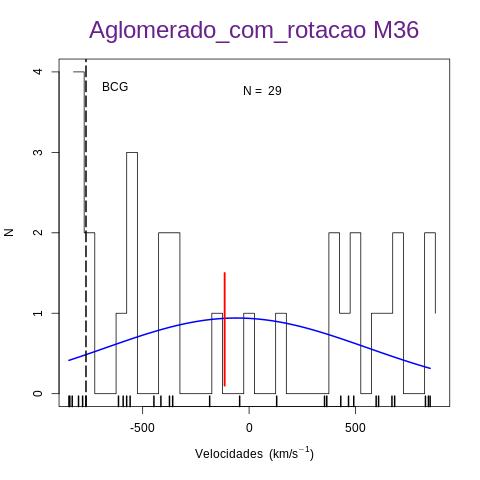 Aglomerado_com_rotacao M36
BCG
N = 29
4
3
2
1
0
N
-500 0 500
Velocidades (km/s⁻¹)